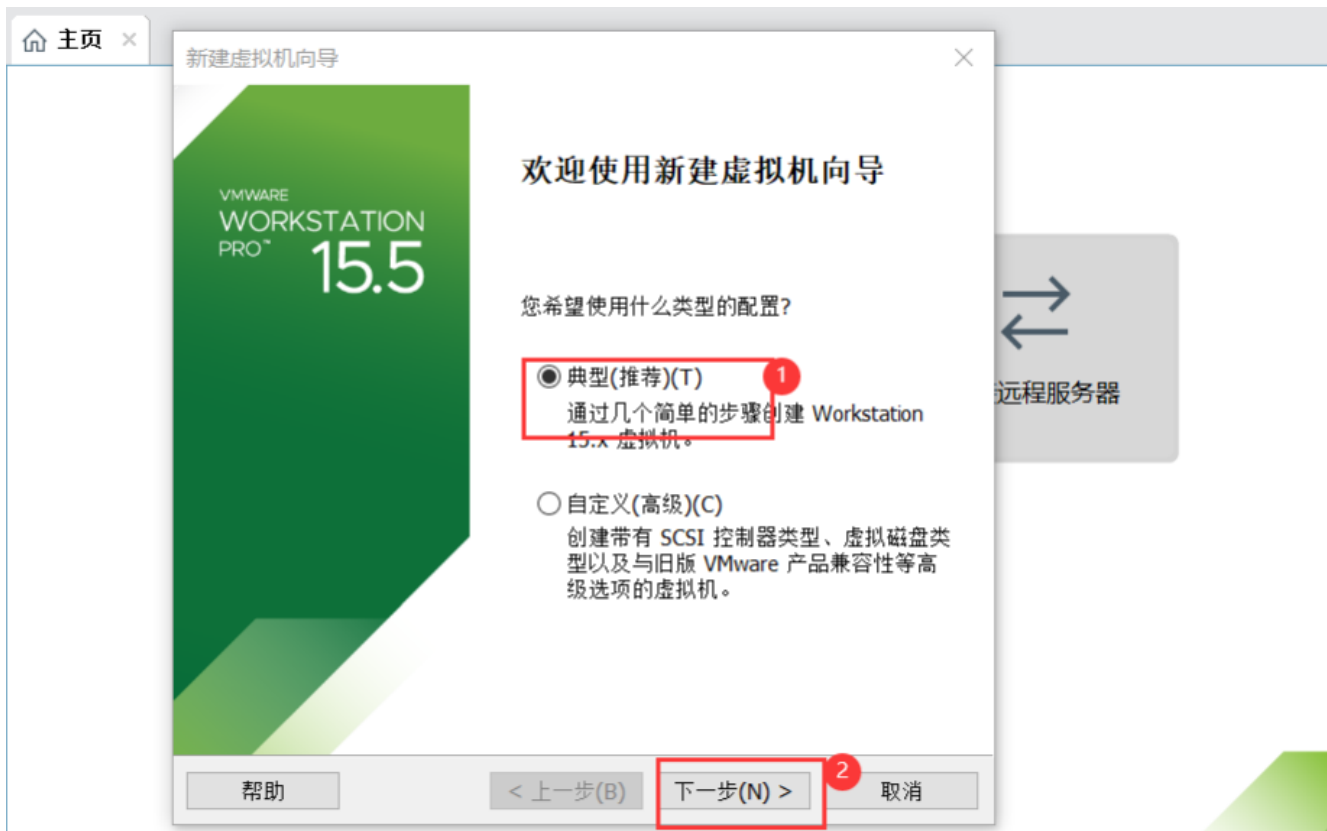 主页
新建虚拟机向导
VMWARE
WORKSTATION
PRO™ 15.5
欢迎使用新建虚拟机向导
您希望使用什么类型的配置?
典型(推荐)(T)
1
通过几个简单的步骤创建 Workstation
15.x 虚拟机。
自定义(高级)(C)
创建带有 SCSI 控制器类型、虚拟磁盘类
型以及与旧版 VMware 产品兼容性等高
级选项的虚拟机。
远程服务器
帮助
< 上一步(B)
下一步(N) >
2
取消